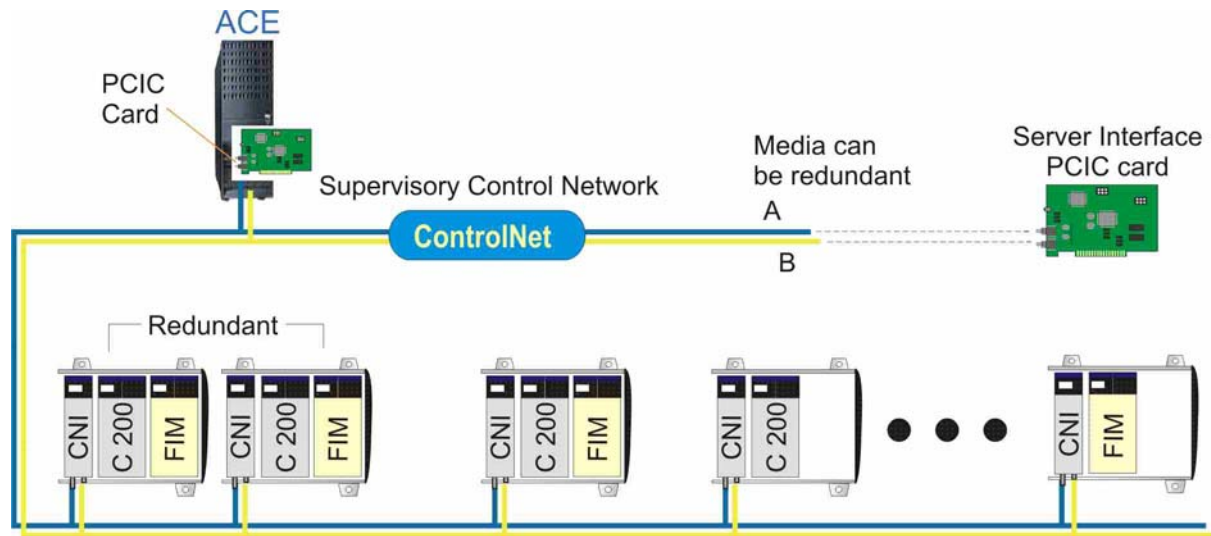 ACE
PCIC
Card
Supervisory Control Network
ControlNet
Media can
be redundant
A
B
Server Interface
PCIC card
Redundant
CNI
C 200
FIM
CNI
C 200
FIM
CNI
C 200
FIM
CNI
C 200
CNI
FIM